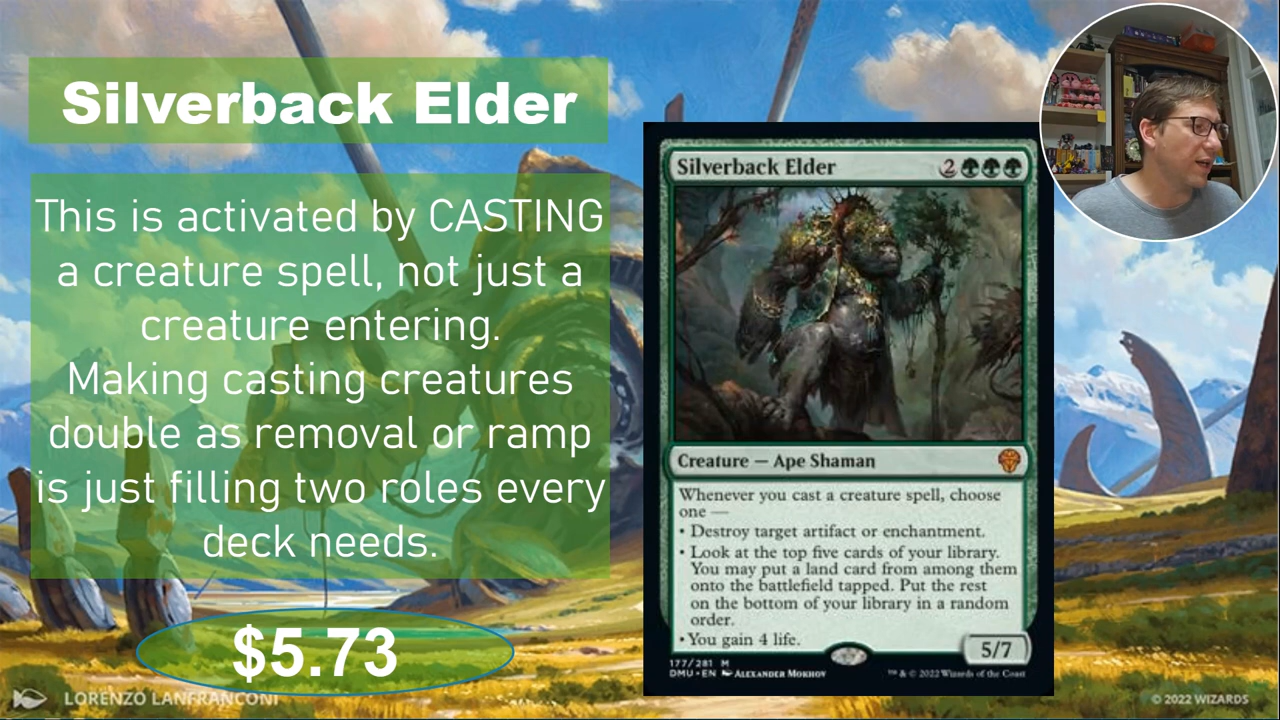 Silverback Elder
This is activated by CASTING
a creature spell, not just a
creature entering.
Making casting creatures
double as removal or ramp
is just filling two roles every
deck needs.
$5.73
LORENZO LANFRANCONI
Silverback Elder 2
Creature — Ape Shaman
Whenever you cast a creature spell, choose
one —
• Destroy target artifact or enchantment.
• Look at the top five cards of your library.
You may put a land card from among them
onto the battlefield tapped. Put the rest
on the bottom of your library in a random
order.
• You gain 4 life.
5/7
177/281 M
DMU • EN ALEXANDER MOKHOV
™ & © 2022 Wizards of the Coast
© 2022 WIZARDS